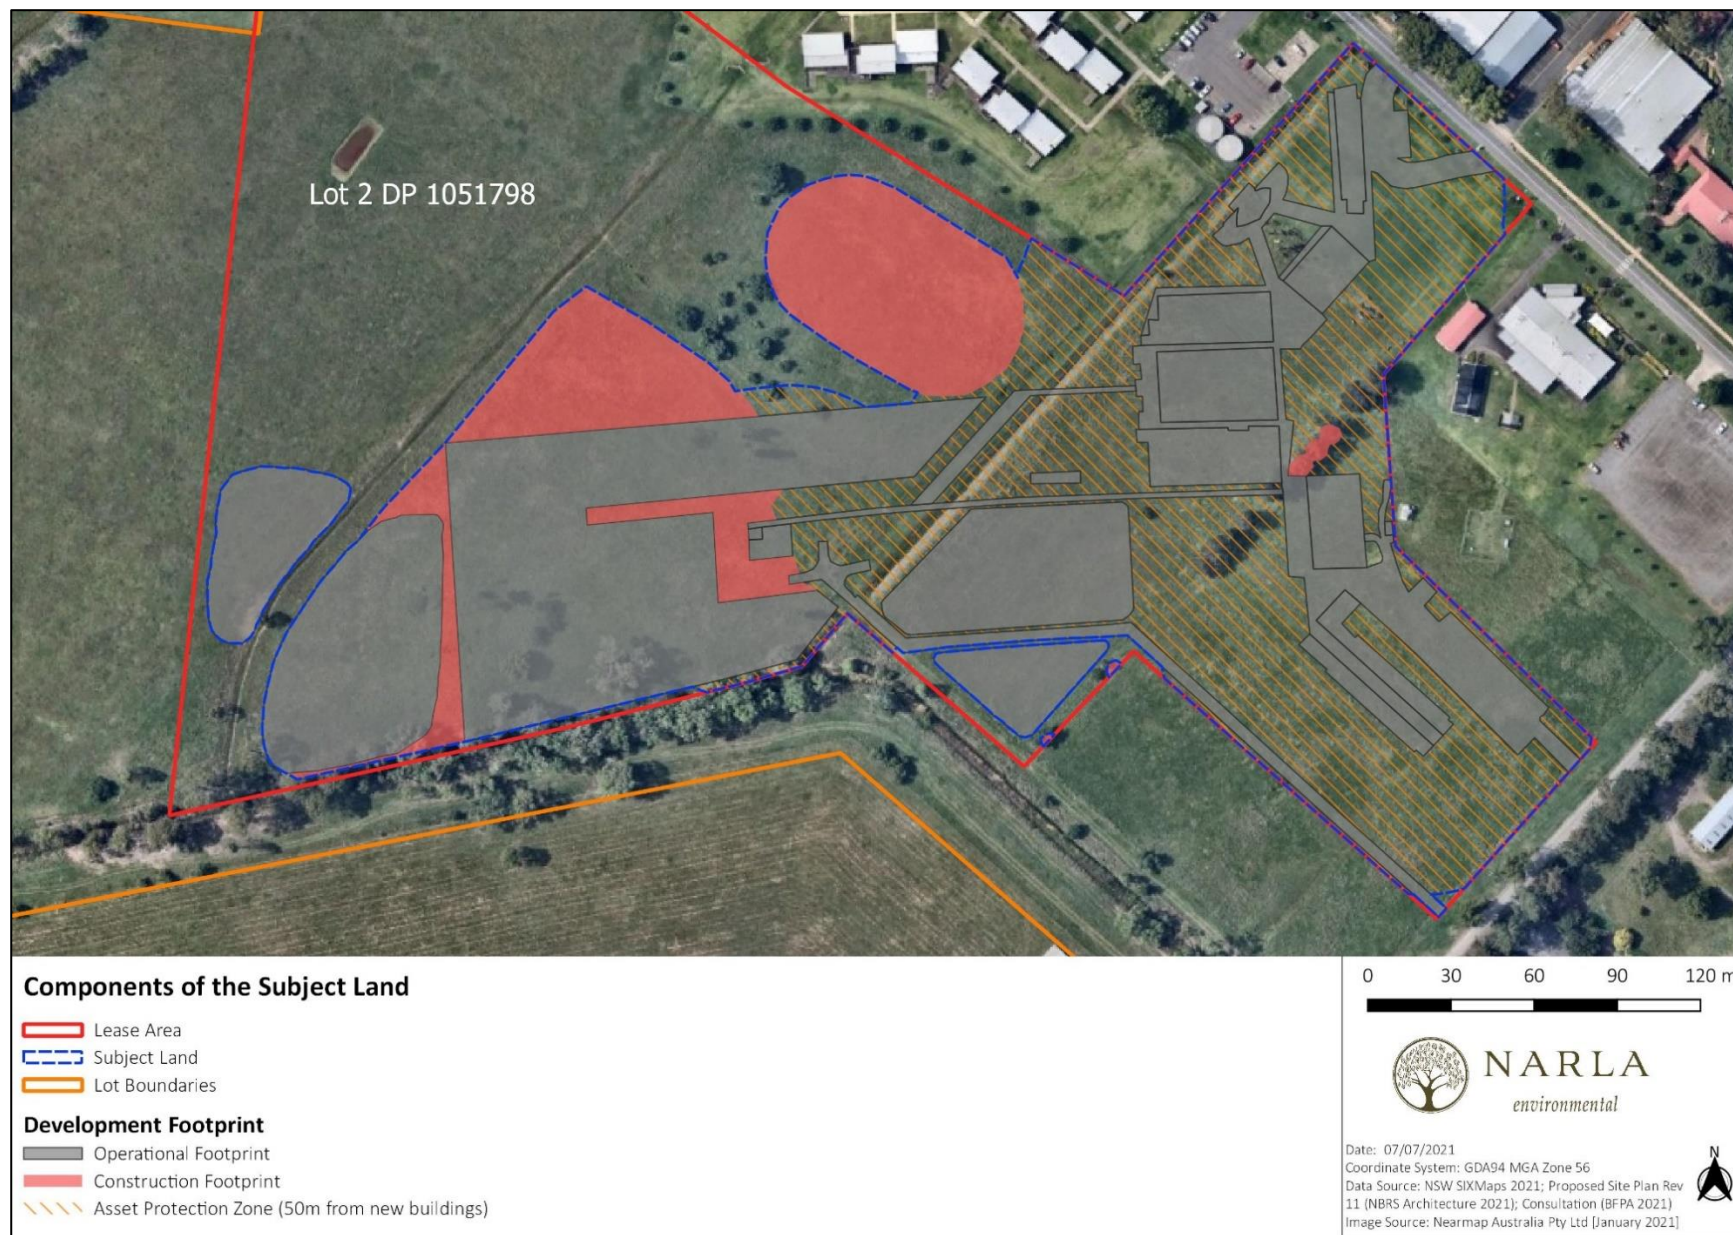 Lot 2 DP 1051798
Components of the Subject Land
Lease Area
Subject Land
Lot Boundaries
Development Footprint
Operational Footprint
Construction Footprint
Asset Protection Zone (50m from new buildings)
0 30 60 90 120 m
NARLA
environmental
Date: 07/07/2021
Coordinate System: GDA94 MGA Zone 56
Data Source: NSW SIXMaps 2021; Proposed Site Plan Rev
11 (NBRS Architecture 2021); Consultation (BFPA 2021)
Image Source: Nearmap Australia Pty Ltd [January 2021]
N